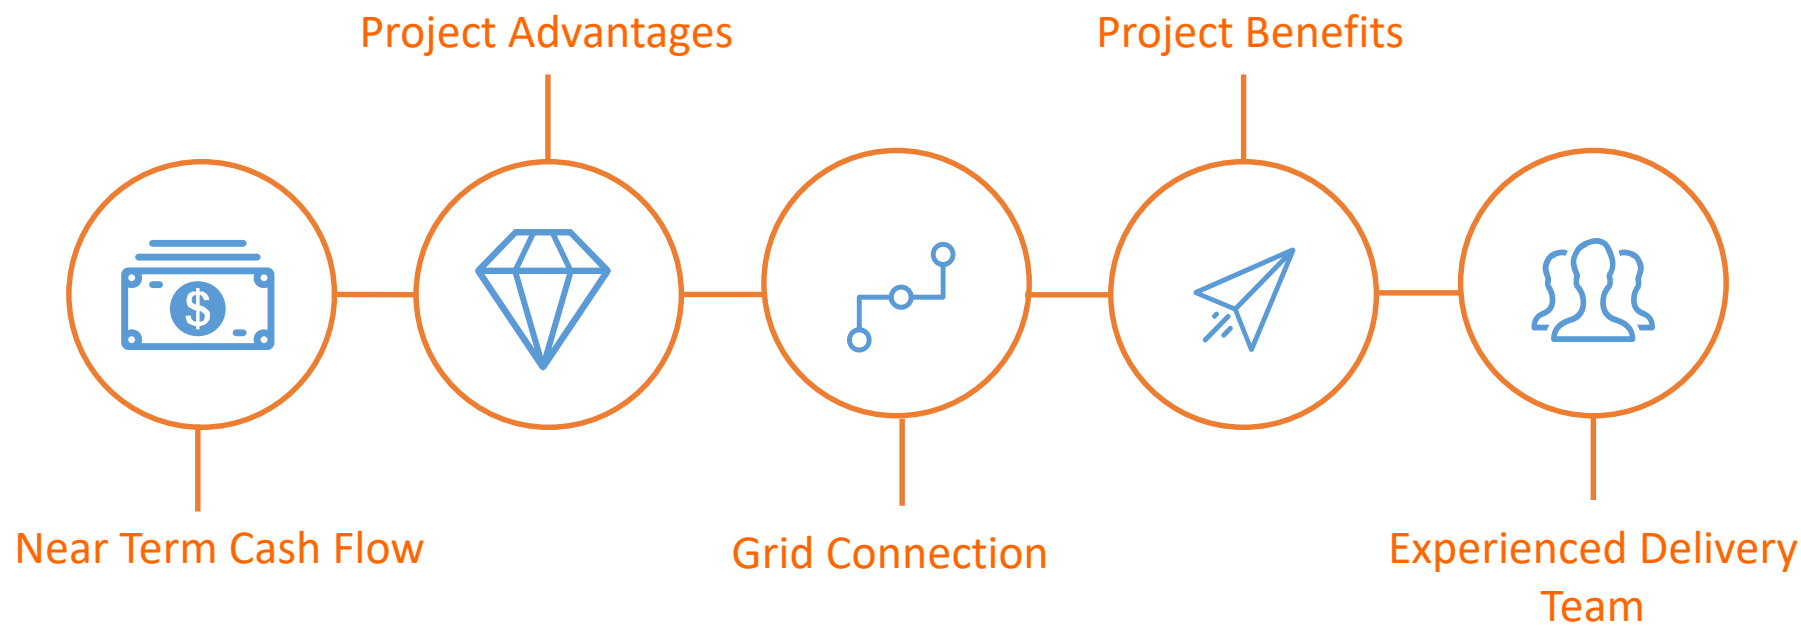 Project Advantages
Project Benefits
$
Near Term Cash Flow
Grid Connection
Experienced Delivery
Team